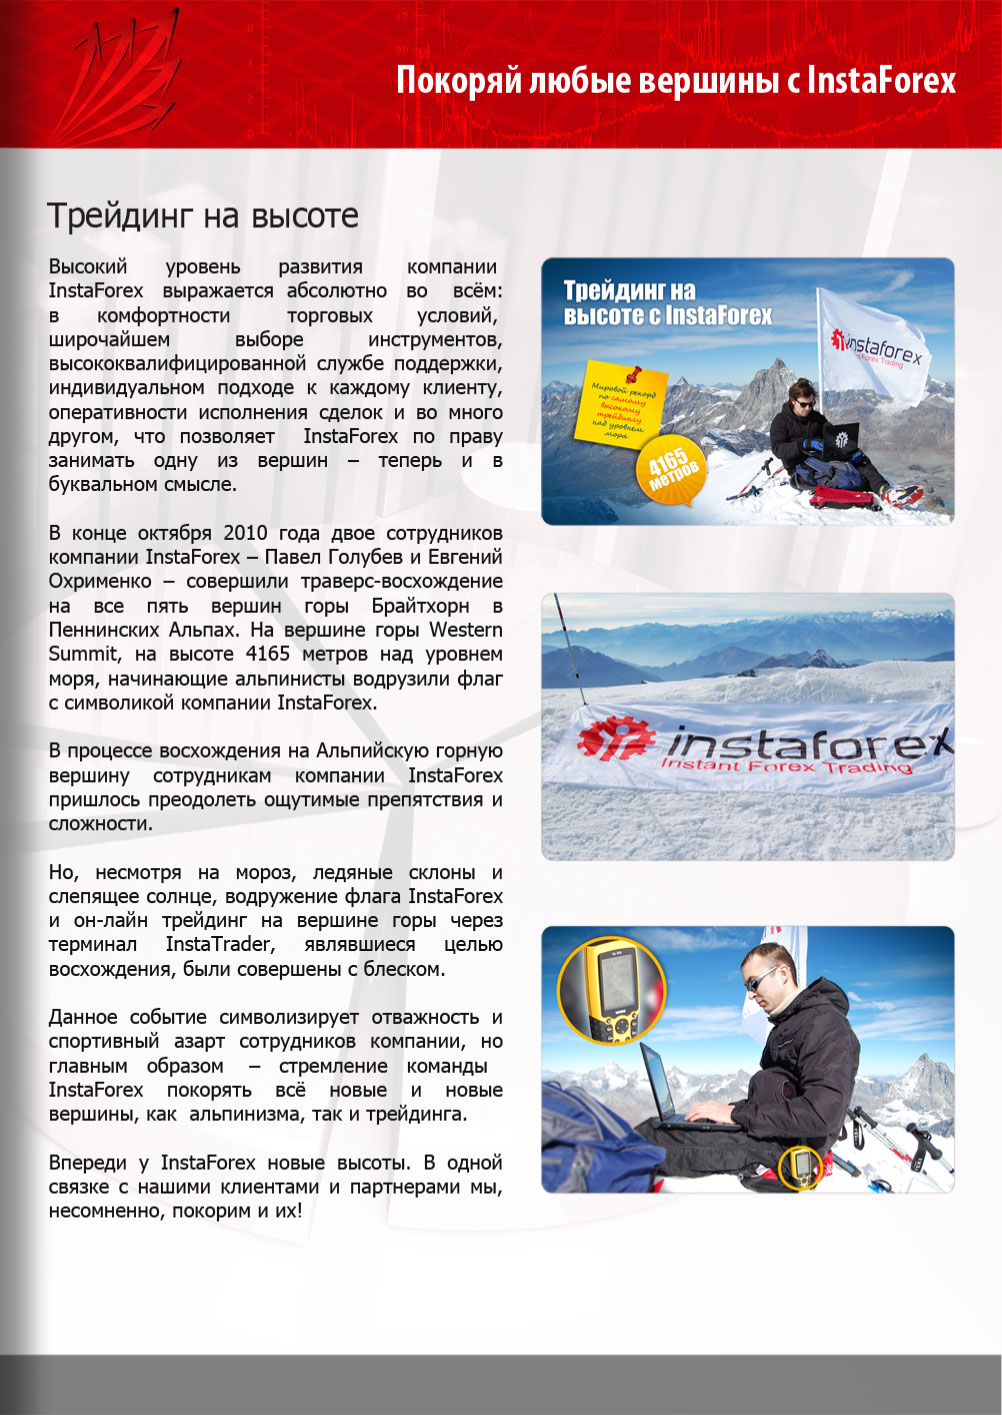 Покоряй любые вершины с InstaForex
Трейдинг на высоте
Высокий уровень развития компании
InstaForex выражается абсолютно во всём:
в комфортности торговых условий,
широчайшем выборе инструментов,
высококвалифицированной службе поддержки,
индивидуальном подходе к каждому клиенту,
оперативности исполнения сделок и во много
другом, что позволяет InstaForex по праву
занимать одну из вершин – теперь и в
буквальном смысле.
В конце октября 2010 года двое сотрудников
компании InstaForex – Павел Голубев и Евгений
Охрименко – совершили траверс-восхождение
на все пять вершин горы Брайтхорн в
Пеннинских Альпах. На вершине горы Western
Summit, на высоте 4165 метров над уровнем
моря, начинающие альпинисты водрузили флаг
с символикой компании InstaForex.
В процессе восхождения на Альпийскую горную
вершину сотрудникам компании InstaForex
пришлось преодолеть ощутимые препятствия и
сложности.
Но, несмотря на мороз, ледяные склоны и
слепящее солнце, водружение флага InstaForex
и он-лайн трейдинг на вершине горы через
терминал InstaTrader, являвшиеся целью
восхождения, были совершены с блеском.
Данное событие символизирует отважность и
спортивный азарт сотрудников компании, но
главным образом – стремление команды
InstaForex покорять всё новые и новые
вершины, как альпинизма, так и трейдинга.
Впереди у InstaForex новые высоты. В одной
связке с нашими клиентами и партнерами мы,
несомненно, покорим и их!
Трейдинг на
высоте с InstaForex
instaforex
Forex Trading
Мировой рекорд
по самому
высокому
трейдингу
над уровнем
моря
4165
метров
instaforex
Instant Forex Trading